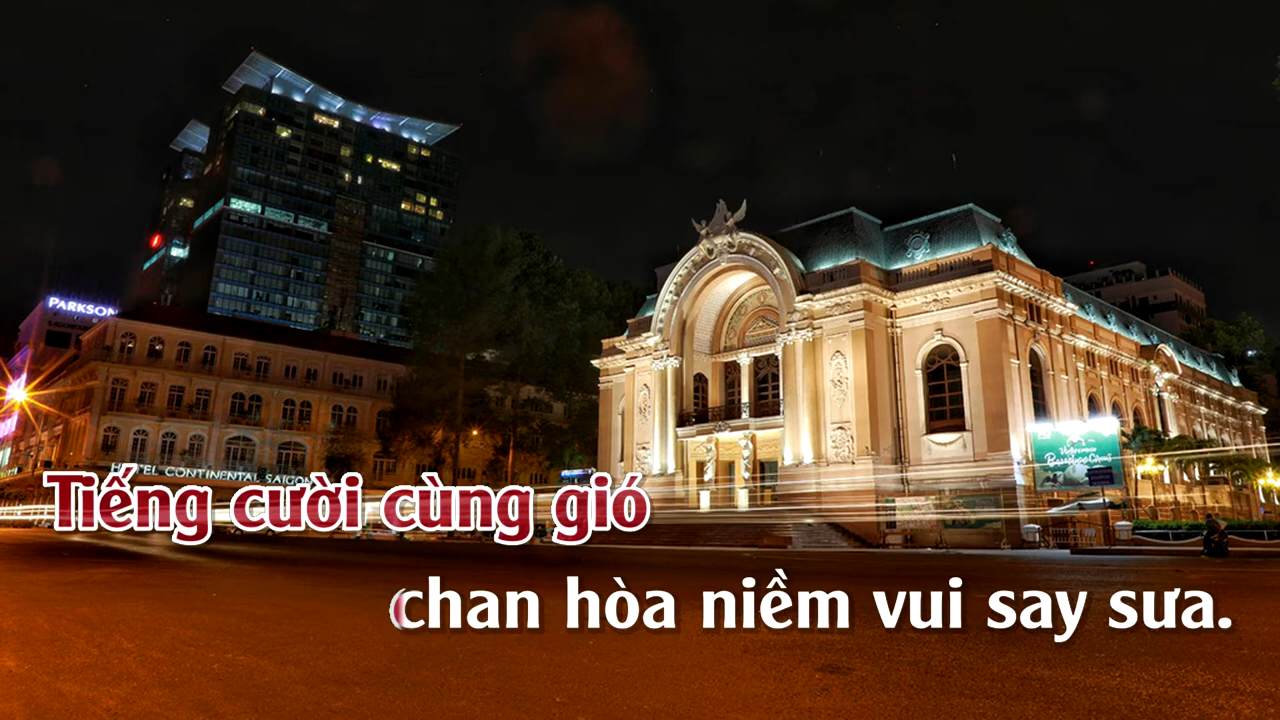 PARKSON
HOTEL CONTINENTAL SAIGON
Tiếng cười cùng gió
chan hòa niềm vui say sưa.